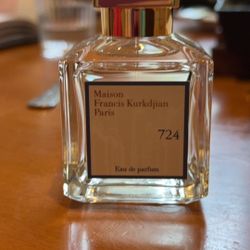 Maison
Francis Kurkdjian
Paris
724
Eau de parfum